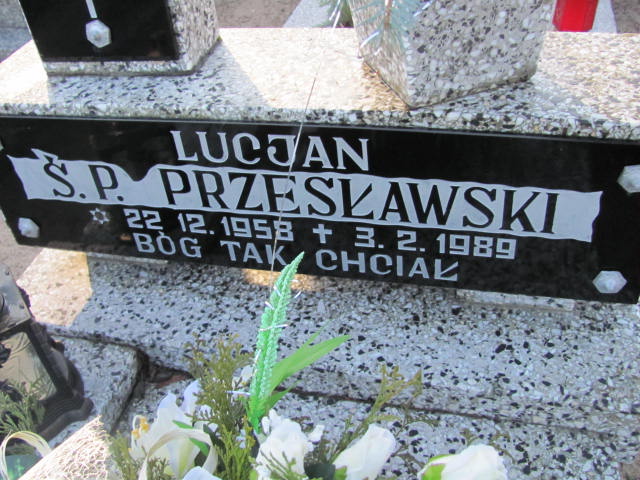 LUCJAN
Ś.P. PRZESŁAWSKI
22 12. 1958 ✝ 3. 2. 1989
BÓG TAK CHCIAŁ